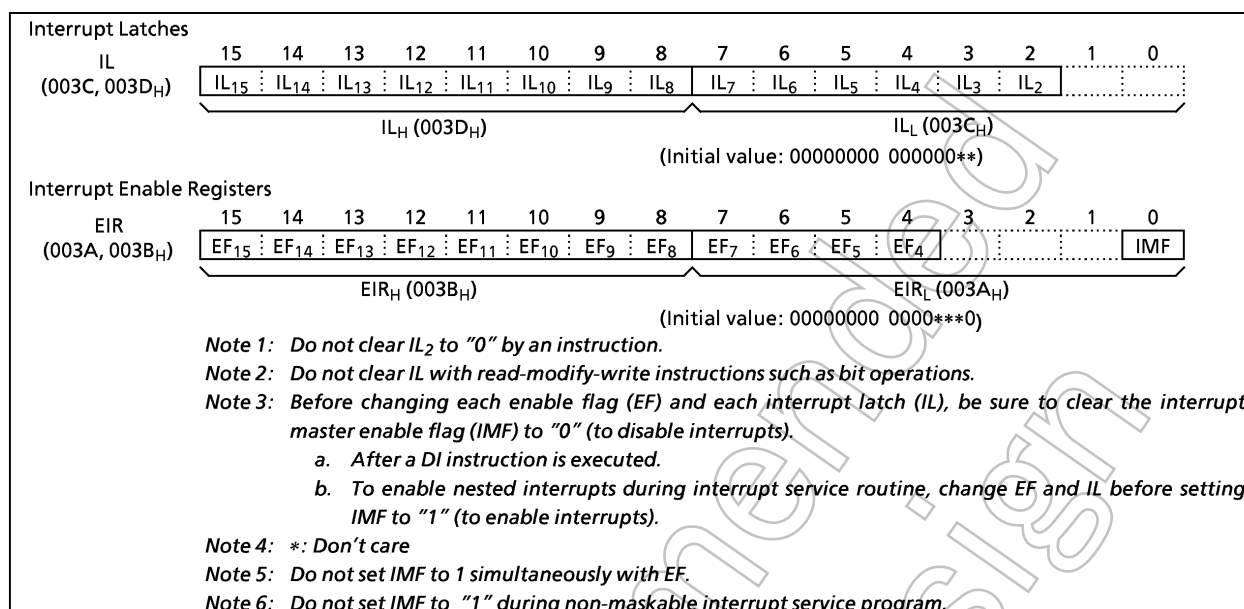 Interrupt Latches
IL
(003C, 003DH)
15 14 13 12 11 10 9 8 7 6 5 4 3 2 1 0
IL15 IL14 IL13 IL12 IL11 IL10 IL9 IL8 IL7 IL6 IL5 IL4 IL3 IL2
ILH (003DH) ILL (003CH)
(Initial value: 00000000 000000**)
Interrupt Enable Registers
EIR
(003A, 003BH)
15 14 13 12 11 10 9 8 7 6 5 4 3 2 1 0
EF15 EF14 EF13 EF12 EF11 EF10 EF9 EF8 EF7 EF6 EF5 EF4 IMF
EIRH (003BH) EIRL (003AH)
(Initial value: 00000000 0000***0)
Note 1: Do not clear IL2 to "0" by an instruction.
Note 2: Do not clear IL with read-modify-write instructions such as bit operations.
Note 3: Before changing each enable flag (EF) and each interrupt latch (IL), be sure to clear the interrupt
master enable flag (IMF) to "0" (to disable interrupts).
a. After a DI instruction is executed.
b. To enable nested interrupts during interrupt service routine, change EF and IL before setting
IMF to "1" (to enable interrupts).
Note 4: *: Don't care
Note 5: Do not set IMF to 1 simultaneously with EF.
Note 6: Do not set IMF to "1" during non-maskable interrupt service program.
mended
sign